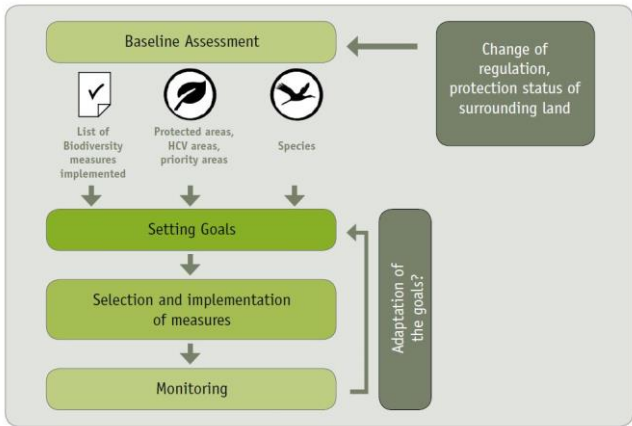 Baseline Assessment
Change of
regulation,
protection status of
surrounding land
List of
Biodiversity
measures
implemented
Protected areas,
HCV areas,
priority areas
Species
Setting Goals
Selection and implementation
of measures
Monitoring
Adaptation of
the goals?